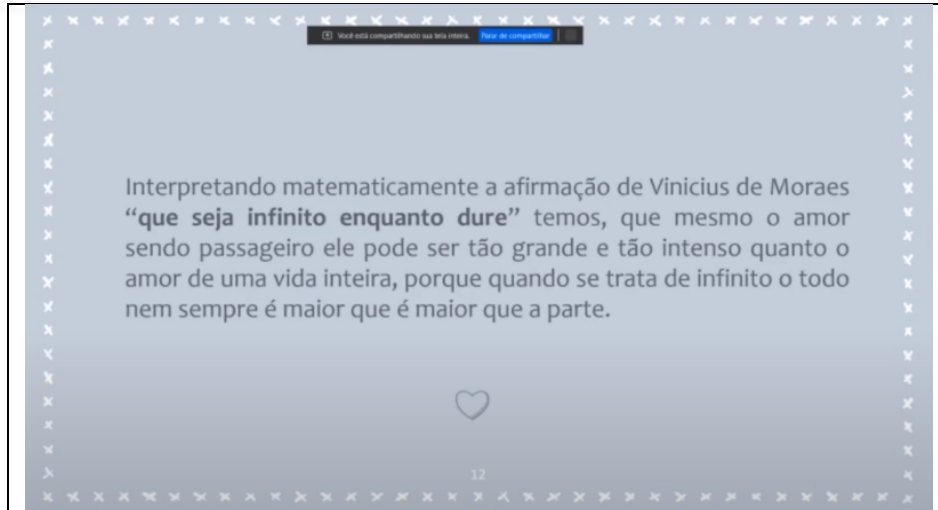 Você está compartilhando sua tela inteira. Parar de compartilhar
Interpretando matematicamente a afirmação de Vinicius de Moraes
“que seja infinito enquanto dure” temos, que mesmo o amor
sendo passageiro ele pode ser tão grande e tão intenso quanto o
amor de uma vida inteira, porque quando se trata de infinito o todo
nem sempre é maior que é maior que a parte.
12